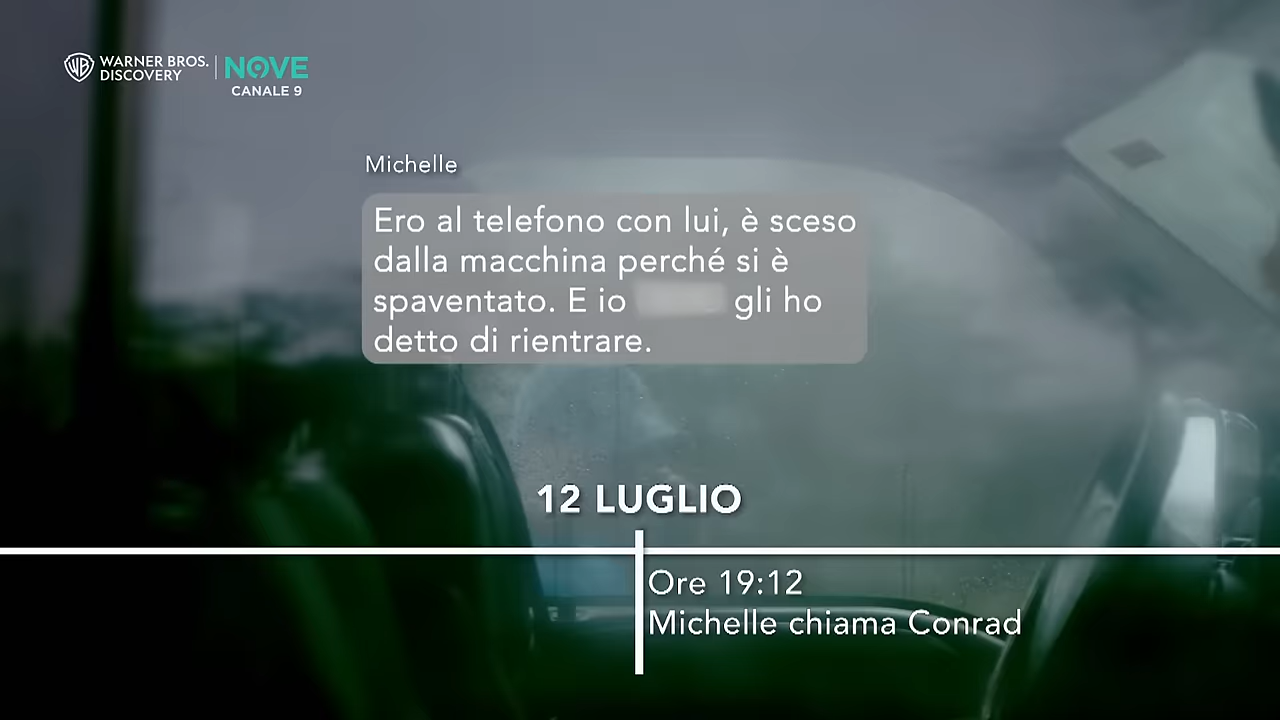 WARNER BROS. DISCOVERY
NOVE
CANALE 9
Michelle
Ero al telefono con lui, è sceso
dalla macchina perché si è
spaventato. E io gli ho
detto di rientrare.
12 LUGLIO
Ore 19:12
Michelle chiama Conrad